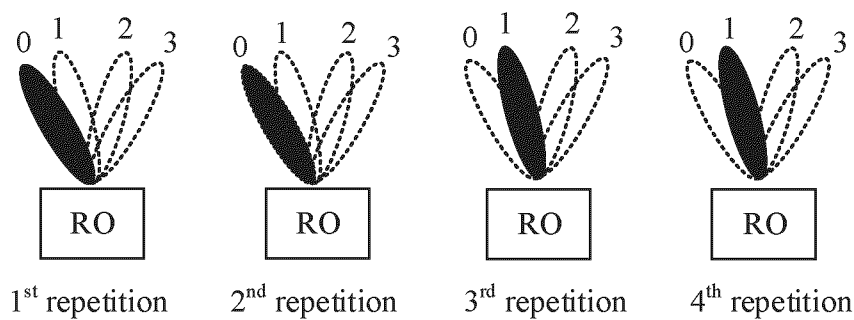 0 1 2 3 0 1 2 3 0 1 2 3 0 1 2 3
RO RO RO RO
1st repetition 2nd repetition 3rd repetition 4th repetition